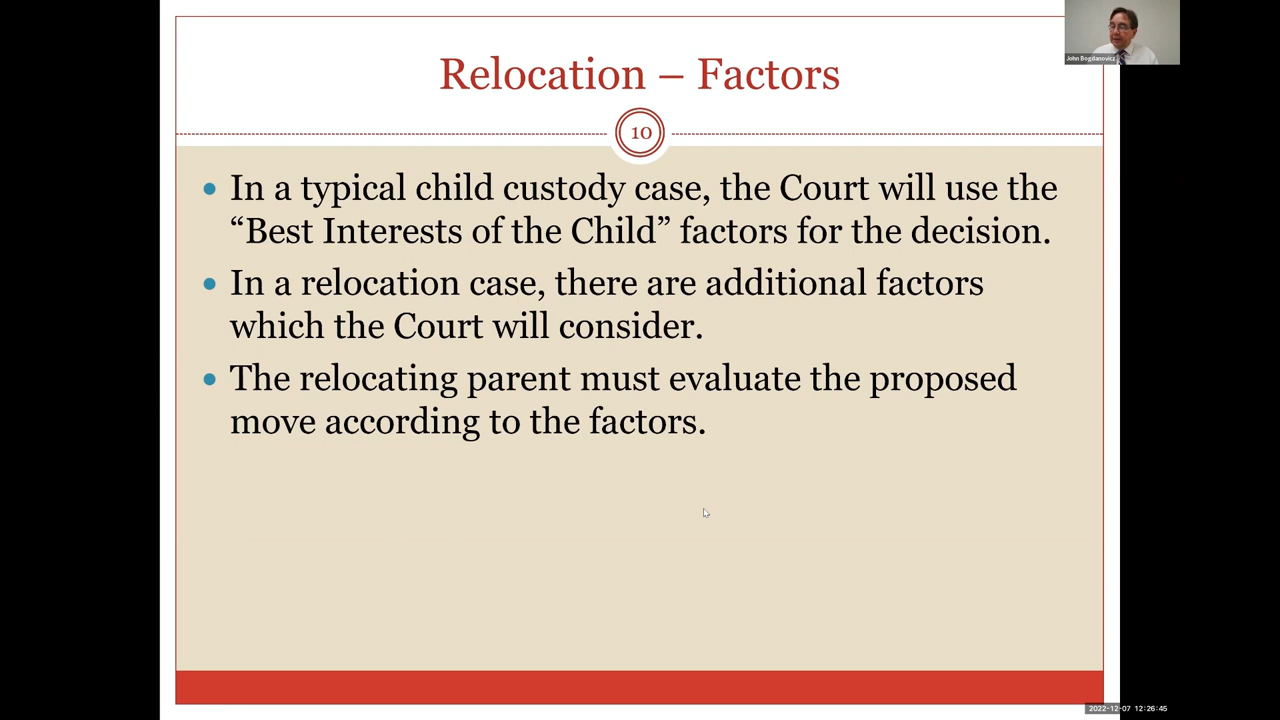 Relocation – Factors
10
In a typical child custody case, the Court will use the
“Best Interests of the Child” factors for the decision.
In a relocation case, there are additional factors
which the Court will consider.
The relocating parent must evaluate the proposed
move according to the factors.
John Bogdanovicz
2022-12-07 12:26:45